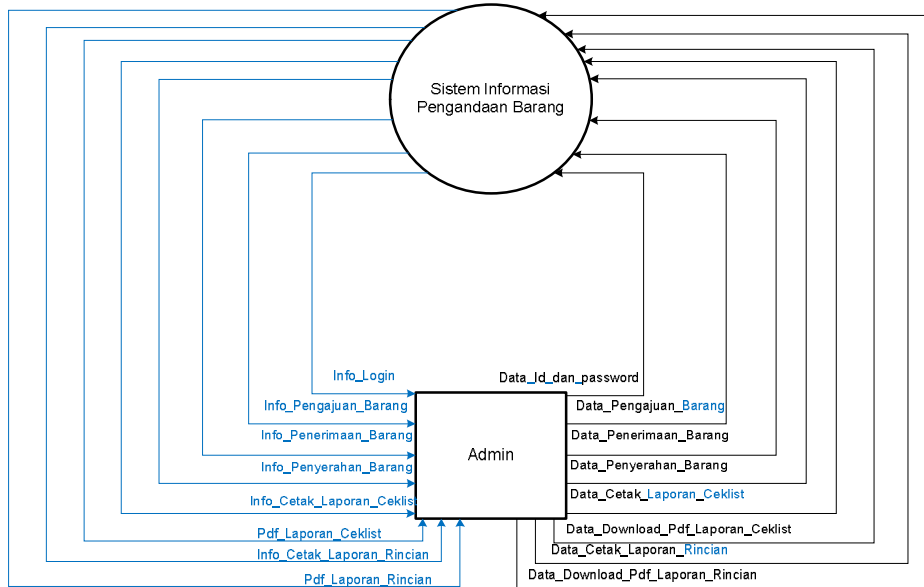 Sistem Informasi
Pengandaan Barang
Info_Login
Data_Id_dan_password
Info_Pengajuan_Barang
Data_Pengajuan_Barang
Info_Penerimaan_Barang
Data_Penerimaan_Barang
Admin
Info_Penyerahan_Barang
Data_Penyerahan_Barang
Info_Cetak_Laporan_Ceklist
Data_Cetak_Laporan_Ceklist
Pdf_Laporan_Ceklist
Data_Download_Pdf_Laporan_Ceklist
Info_Cetak_Laporan_Rincian
Data_Cetak_Laporan_Rincian
Pdf_Laporan_Rincian
Data_Download_Pdf_Laporan_Rincian